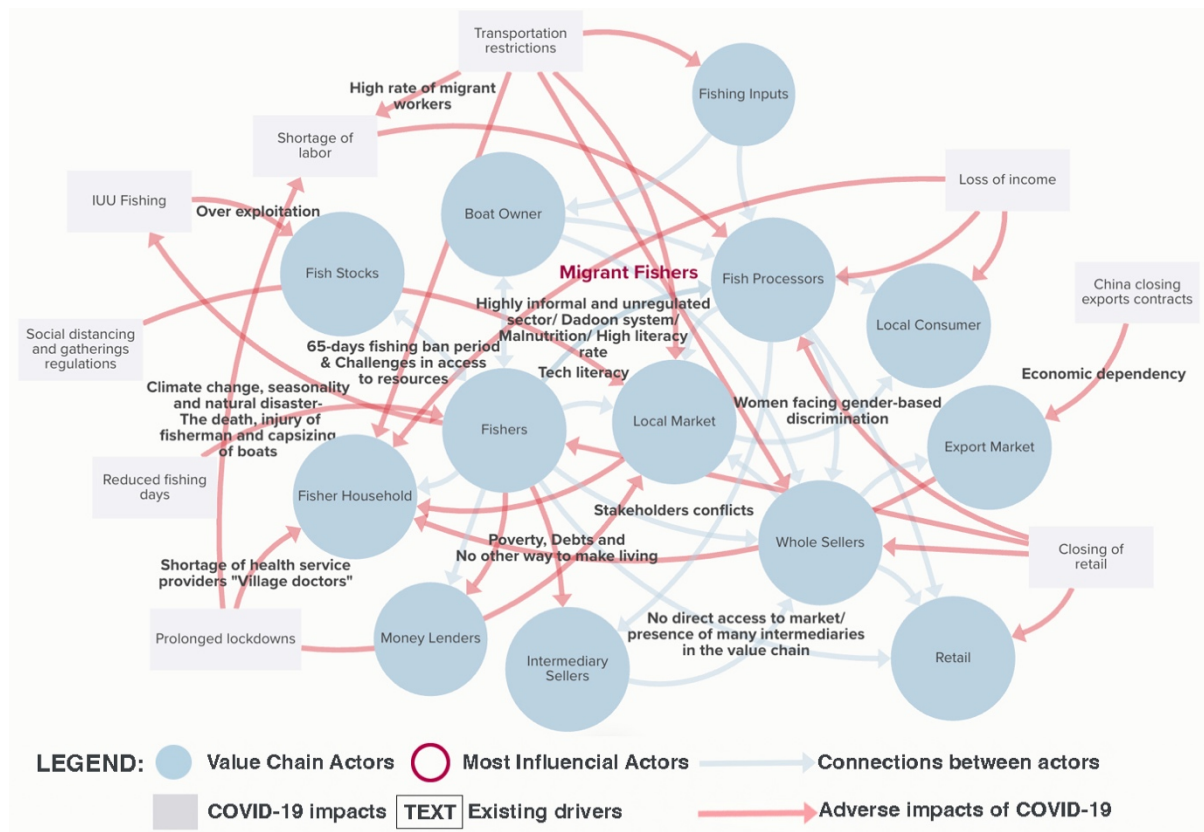 Transportation
restrictions
Fishing Inputs
High rate of migrant
workers
Shortage of
labor
Loss of income
IUU Fishing
Over exploitation
Boat Owner
Fish Stocks
Migrant Fishers
Fish Processors
China closing
exports contracts
Highly informal and unregulated
sector/ Dadoon system/
Malnutrition/ High literacy
rate
Local Consumer
Social distancing
and gatherings
regulations
65-days fishing ban period
& Challenges in access
to resources
Tech literacy
Economic dependency
Climate change, seasonality
and natural disaster-
The death, injury of
fisherman and capsizing
of boats
Women facing gender-based
discrimination
Fishers
Local Market
Export Market
Reduced fishing
days
Fisher Household
Stakeholders conflicts
Whole Sellers
Poverty, Debts and
No other way to make living
Closing of
retail
Shortage of health service
providers "Village doctors"
Prolonged lockdowns
Money Lenders
Intermediary
Sellers
No direct access to market/
presence of many intermediaries
in the value chain
Retail
LEGEND: Value Chain Actors Most Influential Actors Connections between actors
COVID-19 impacts TEXT Existing drivers Adverse impacts of COVID-19